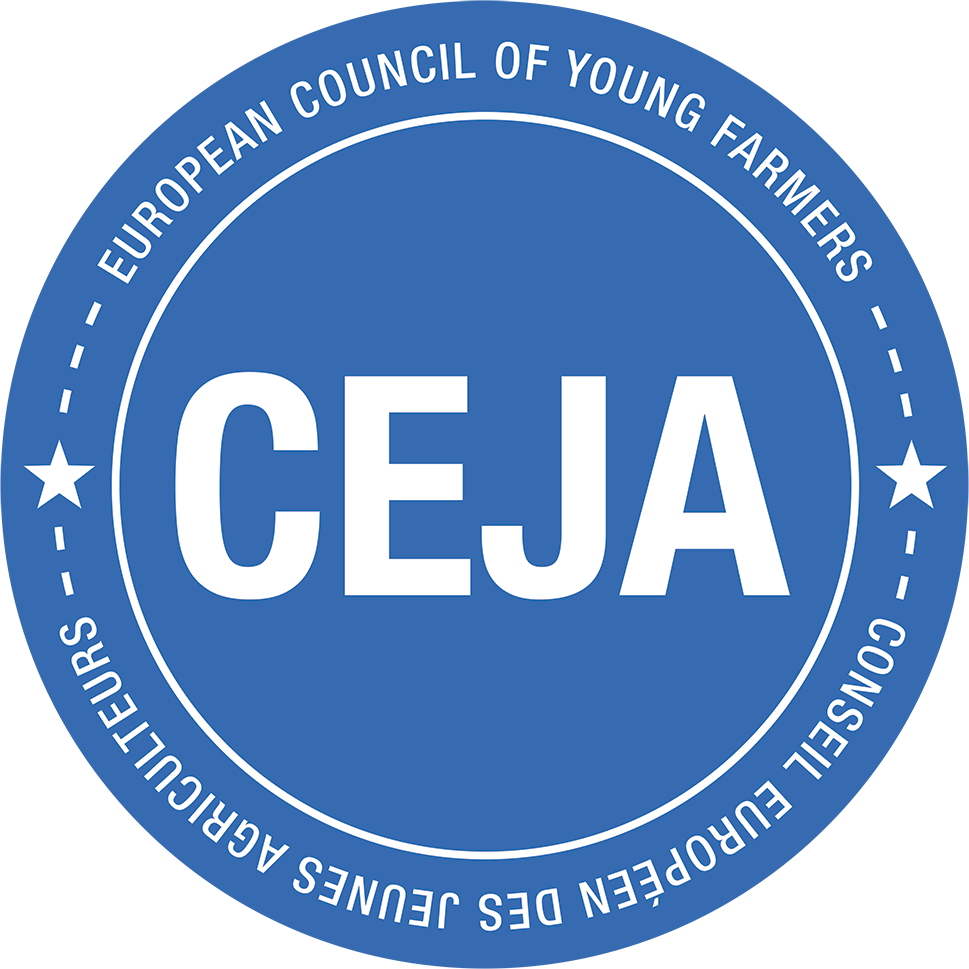 EUROPEAN COUNCIL OF YOUNG FARMERS
CEJA
CONSEIL EUROPÉEN DES JEUNES AGRICULTEURS